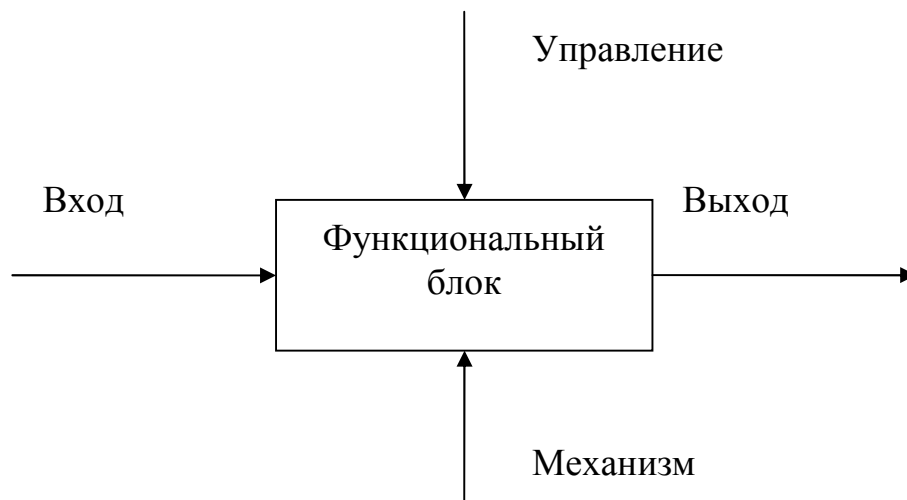 Управление
Вход
Выход
Функциональный
блок
Механизм